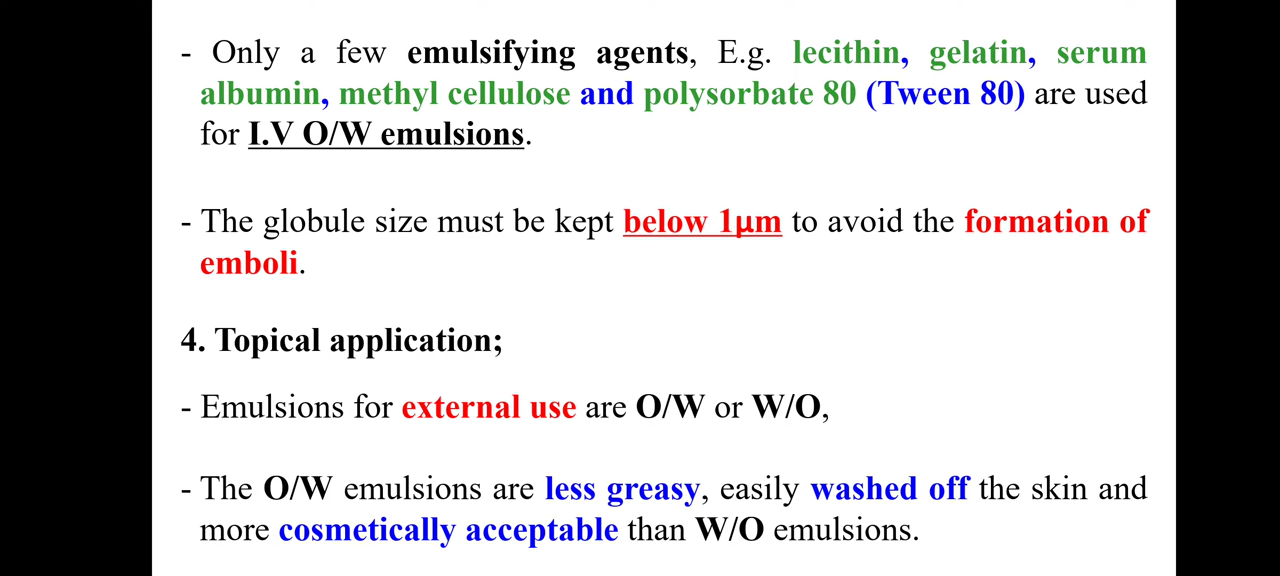 - Only a few emulsifying agents, E.g. lecithin, gelatin, serum
albumin, methyl cellulose and polysorbate 80 (Tween 80) are used
for I.V O/W emulsions.
- The globule size must be kept below 1µm to avoid the formation of
emboli.
4. Topical application;
- Emulsions for external use are O/W or W/O,
- The O/W emulsions are less greasy, easily washed off the skin and
more cosmetically acceptable than W/O emulsions.